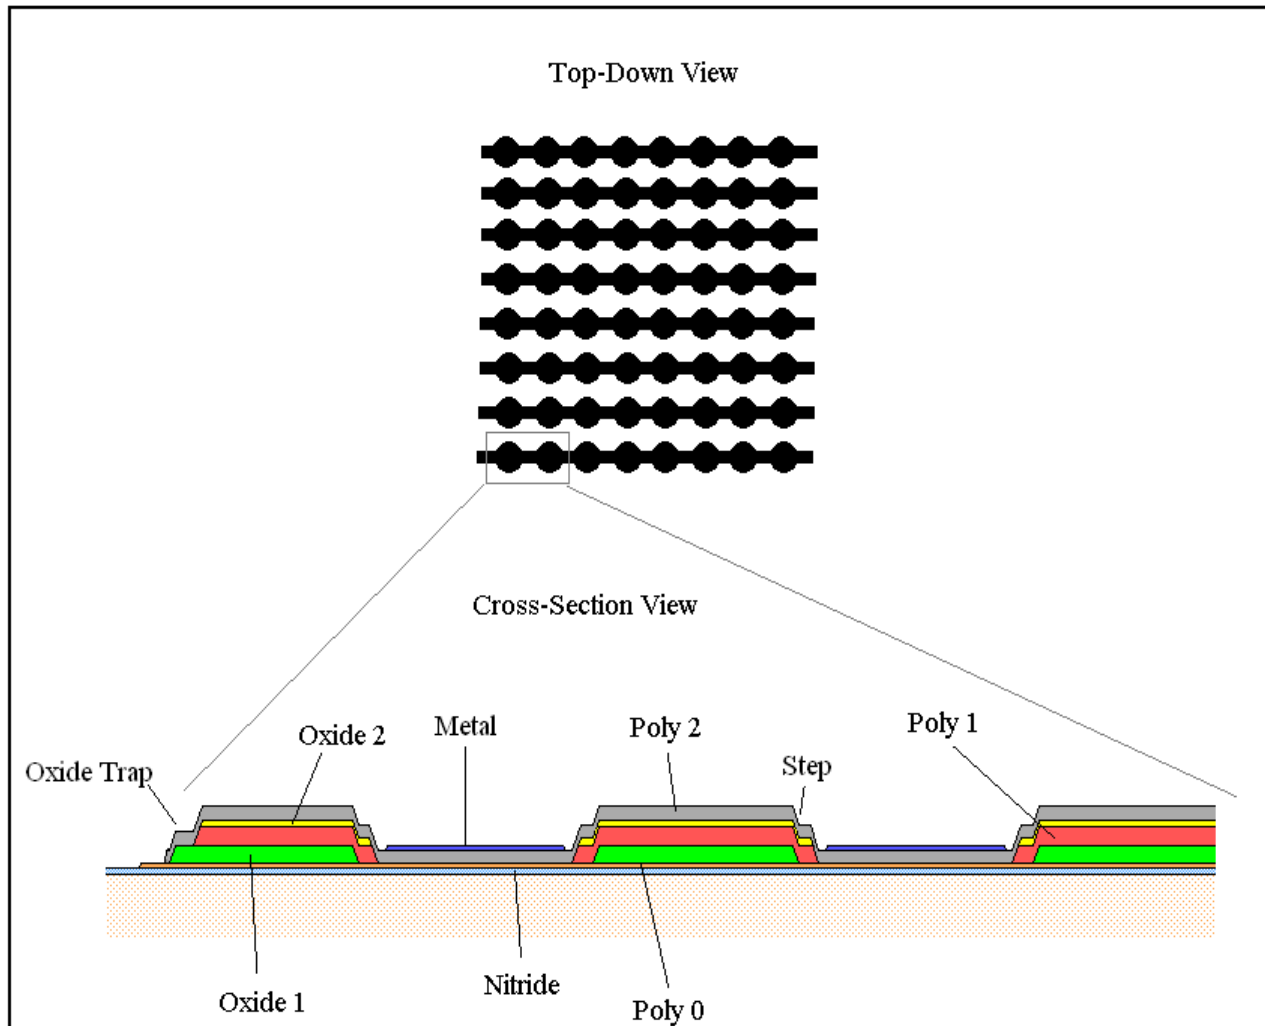 Top-Down View
Cross-Section View
Oxide Trap
Oxide 2
Metal
Poly 2
Step
Poly 1
Oxide 1
Nitride
Poly 0